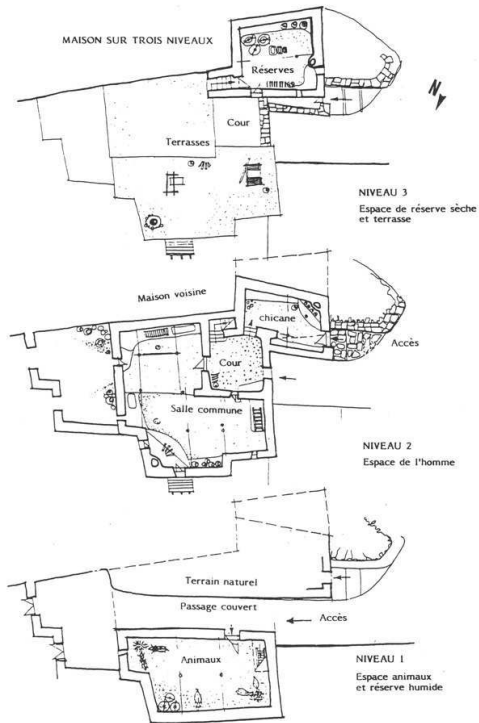 MAISON SUR TROIS NIVEAUX
Réserves
N
Cour
Terrasses
NIVEAU 3
Espace de réserve sèche
et terrasse
Maison voisine
chicane
Cour
Accès
Salle commune
NIVEAU 2
Espace de l'homme
Terrain naturel
Passage couvert
Accès
Animaux
NIVEAU 1
Espace animaux
et réserve humide